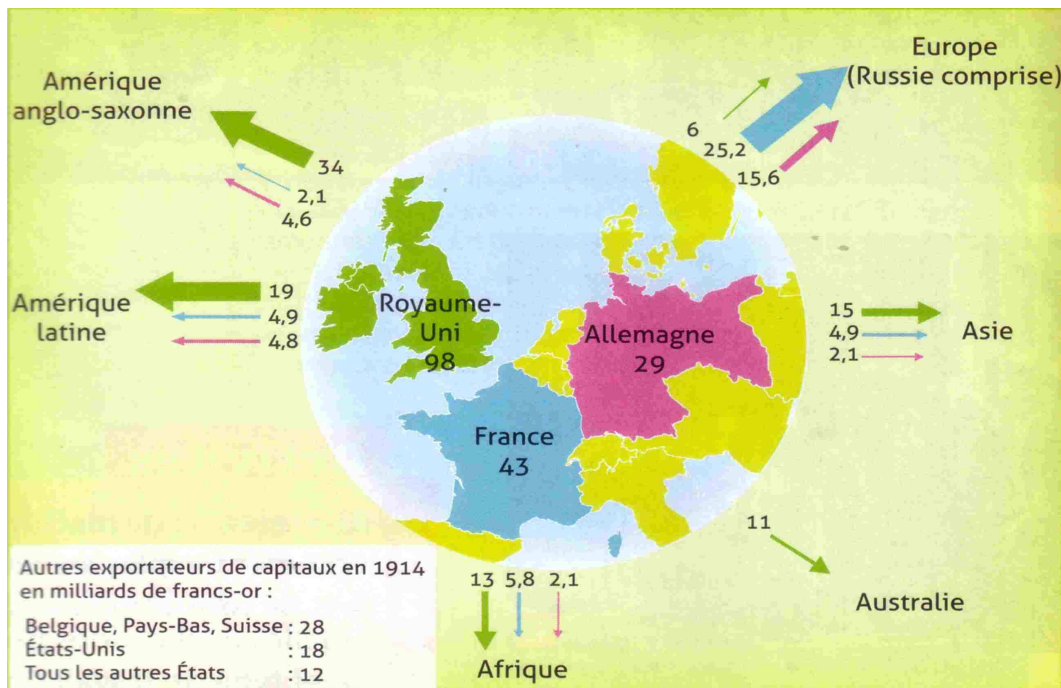 Europe
(Russie comprise)
Amérique
anglo-saxonne
6
25,2
15,6
34
2,1
4,6
Amérique
latine
19
4,9
4,8
Royaume-
Uni
98
Allemagne
29
15
4,9
2,1
Asie
France
43
11
Australie
13 5,8 2,1
Afrique
Autres exportateurs de capitaux en 1914
en milliards de francs-or :
Belgique, Pays-Bas, Suisse : 28
États-Unis : 18
Tous les autres États : 12